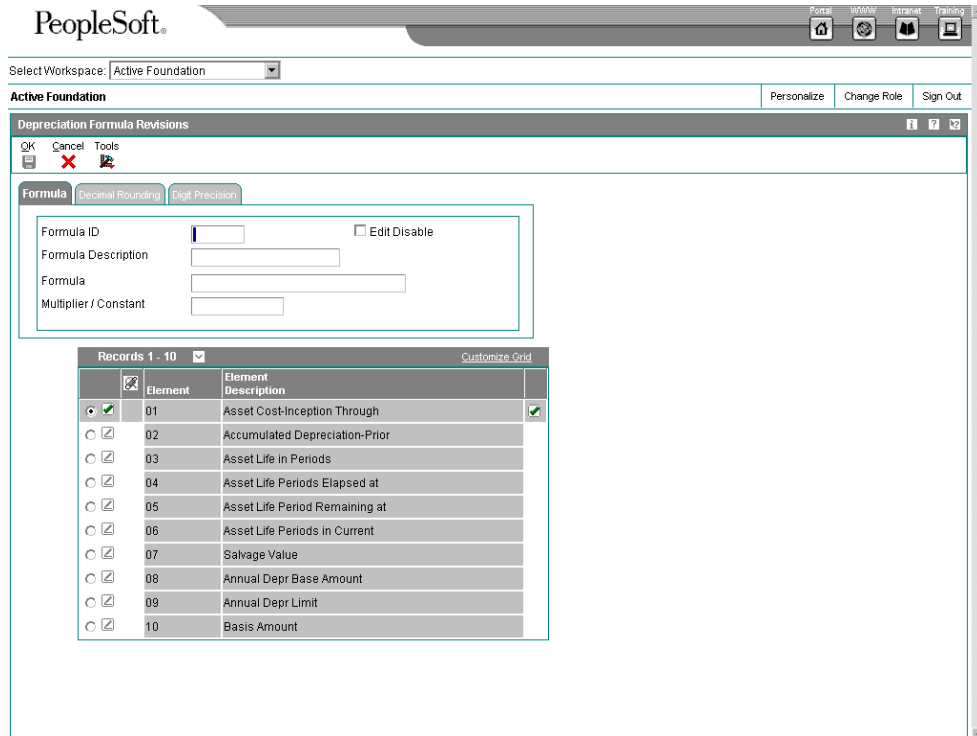 PeopleSoft®
Portal WWW Intranet Training
Select Workspace: Active Foundation
Active Foundation
Personalize Change Role Sign Out
Depreciation Formula Revisions
OK Cancel Tools
Formula Decimal Rounding Digit Precision
Formula ID
Edit Disable
Formula Description
Formula
Multiplier / Constant
Records 1 - 10 Customize Grid
Element Element Description
01 Asset Cost-Inception Through
02 Accumulated Depreciation-Prior
03 Asset Life in Periods
04 Asset Life Periods Elapsed at
05 Asset Life Period Remaining at
06 Asset Life Periods in Current
07 Salvage Value
08 Annual Depr Base Amount
09 Annual Depr Limit
10 Basis Amount